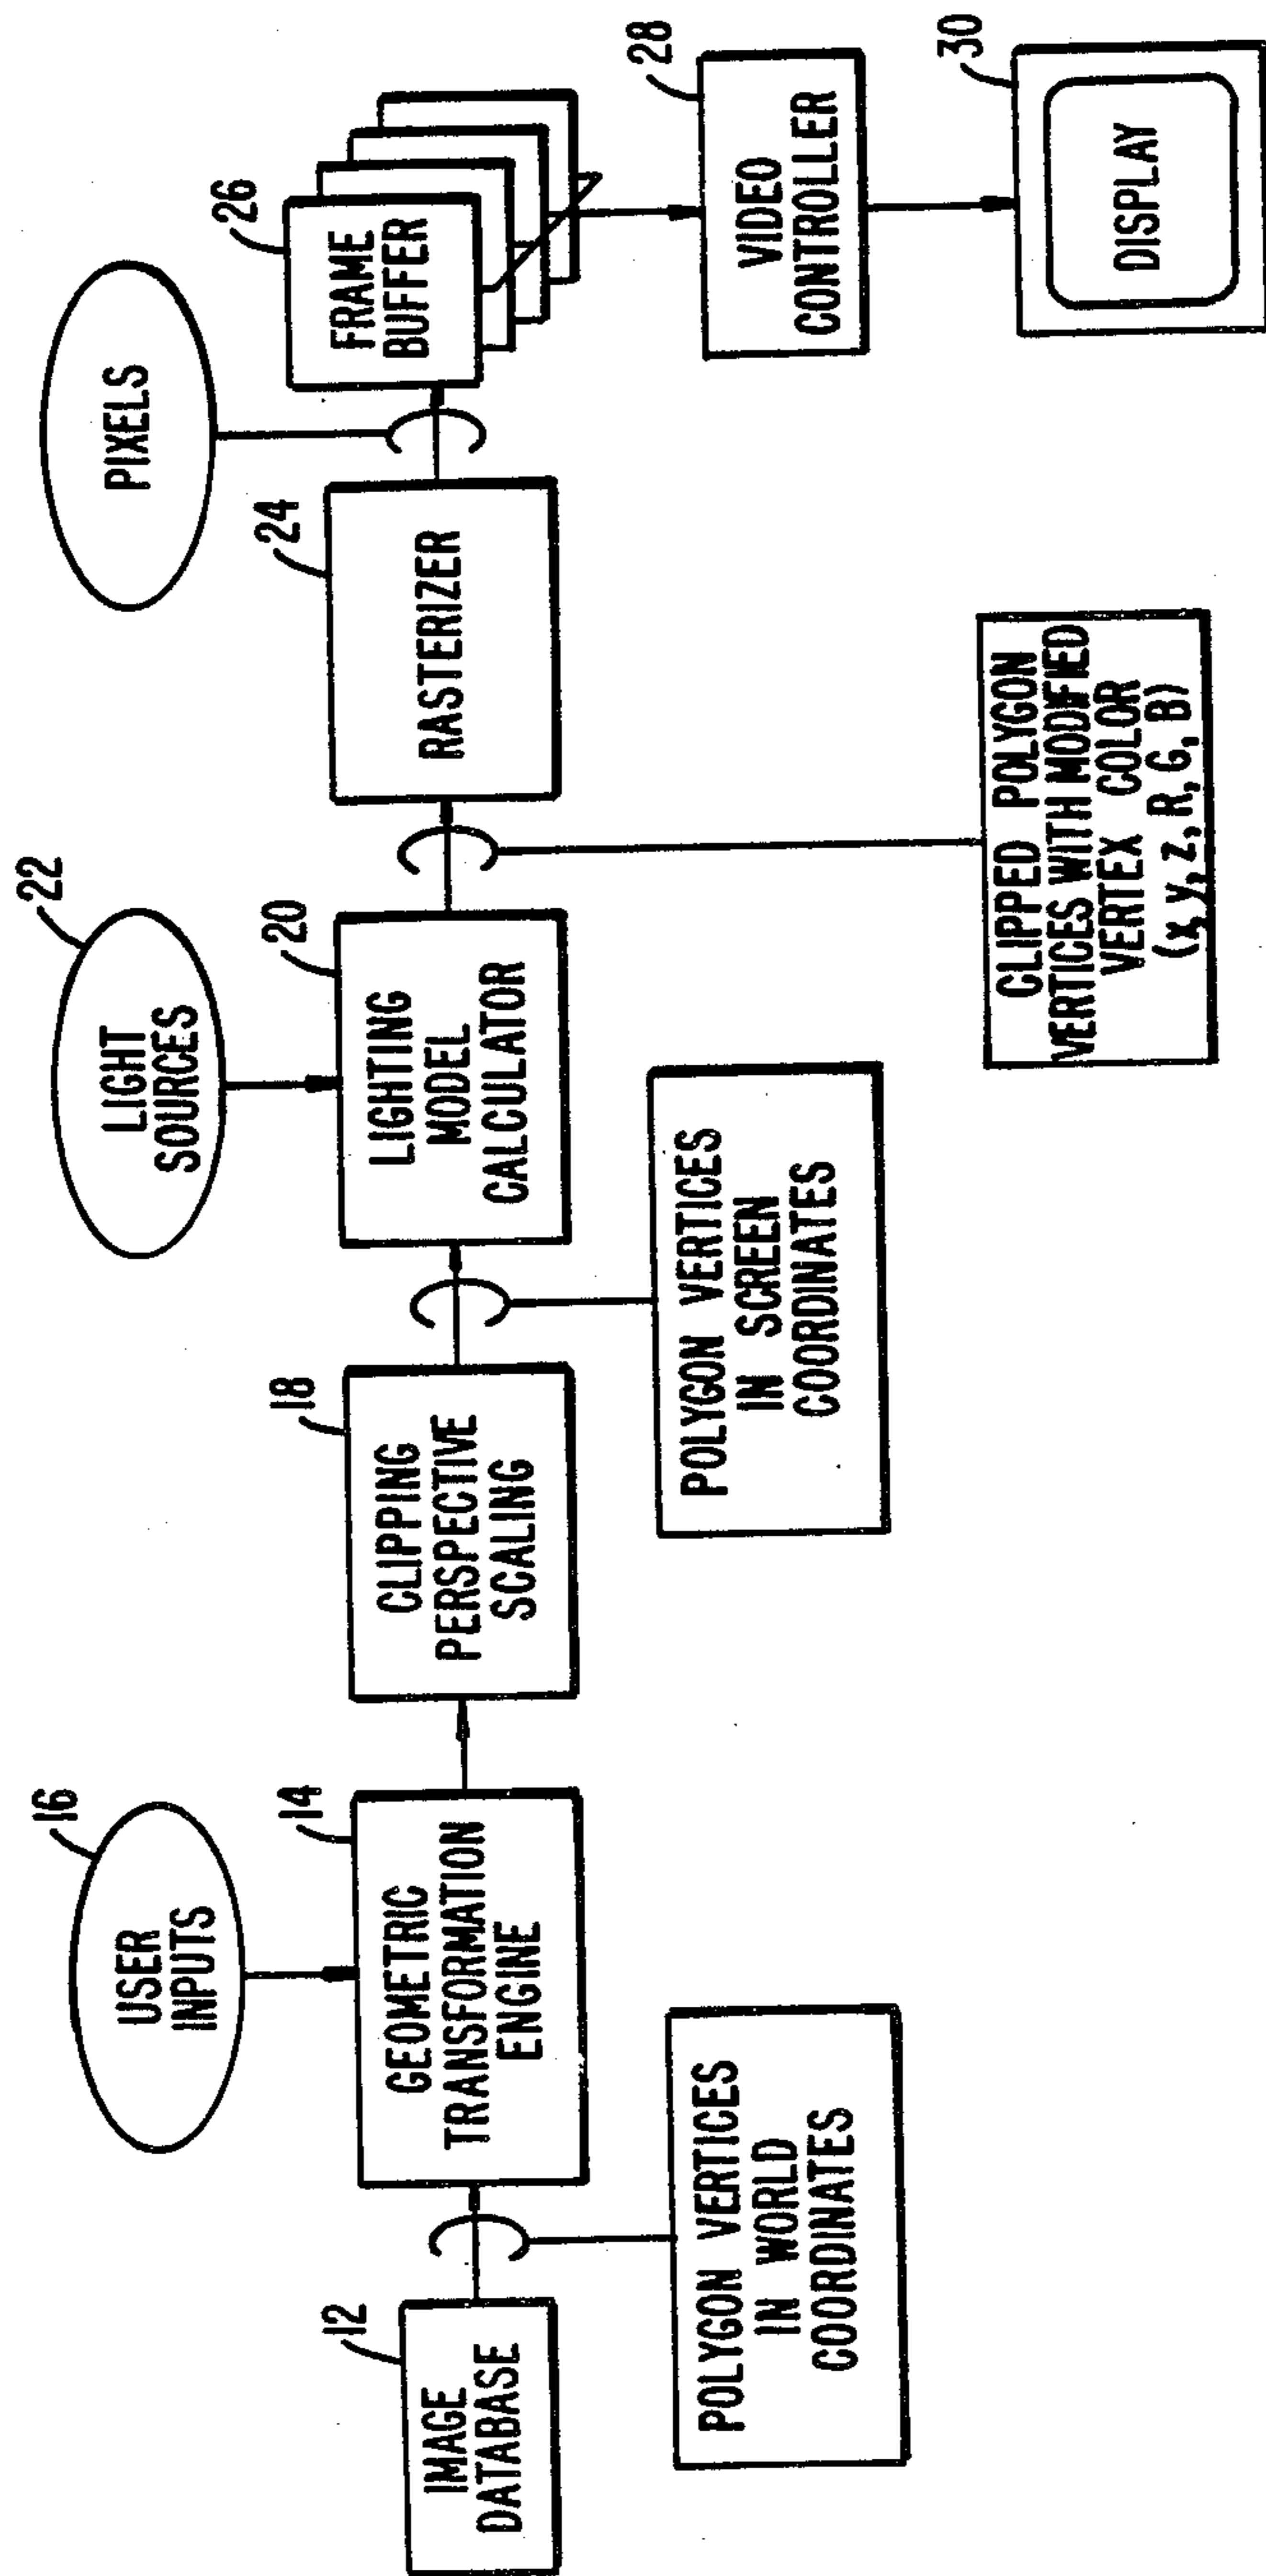 USER
INPUTS
16
LIGHT
SOURCES
22
PIXELS
IMAGE
DATABASE
12
GEOMETRIC
TRANSFORMATION
ENGINE
14
CLIPPING
PERSPECTIVE
SCALING
18
LIGHTING
MODEL
CALCULATOR
20
RASTERIZER
24
FRAME
BUFFER
26
POLYGON VERTICES
IN WORLD
COORDINATES
POLYGON VERTICES
IN SCREEN
COORDINATES
CLIPPED POLYGON
VERTICES WITH MODIFIED
VERTEX COLOR
(x, y, z, R, G, B)
VIDEO
CONTROLLER
28
DISPLAY
30